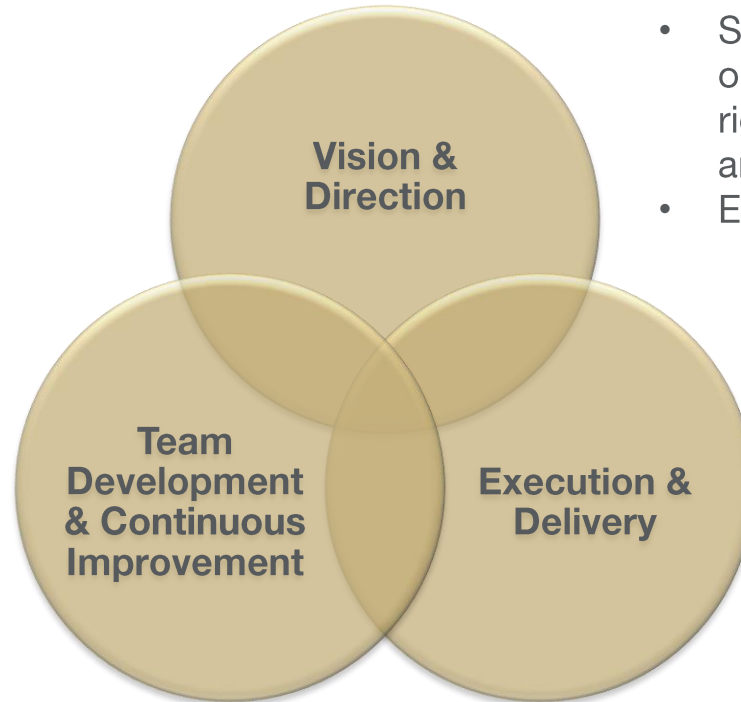 Vision &
Direction
Team
Development
& Continuous
Improvement
Execution &
Delivery